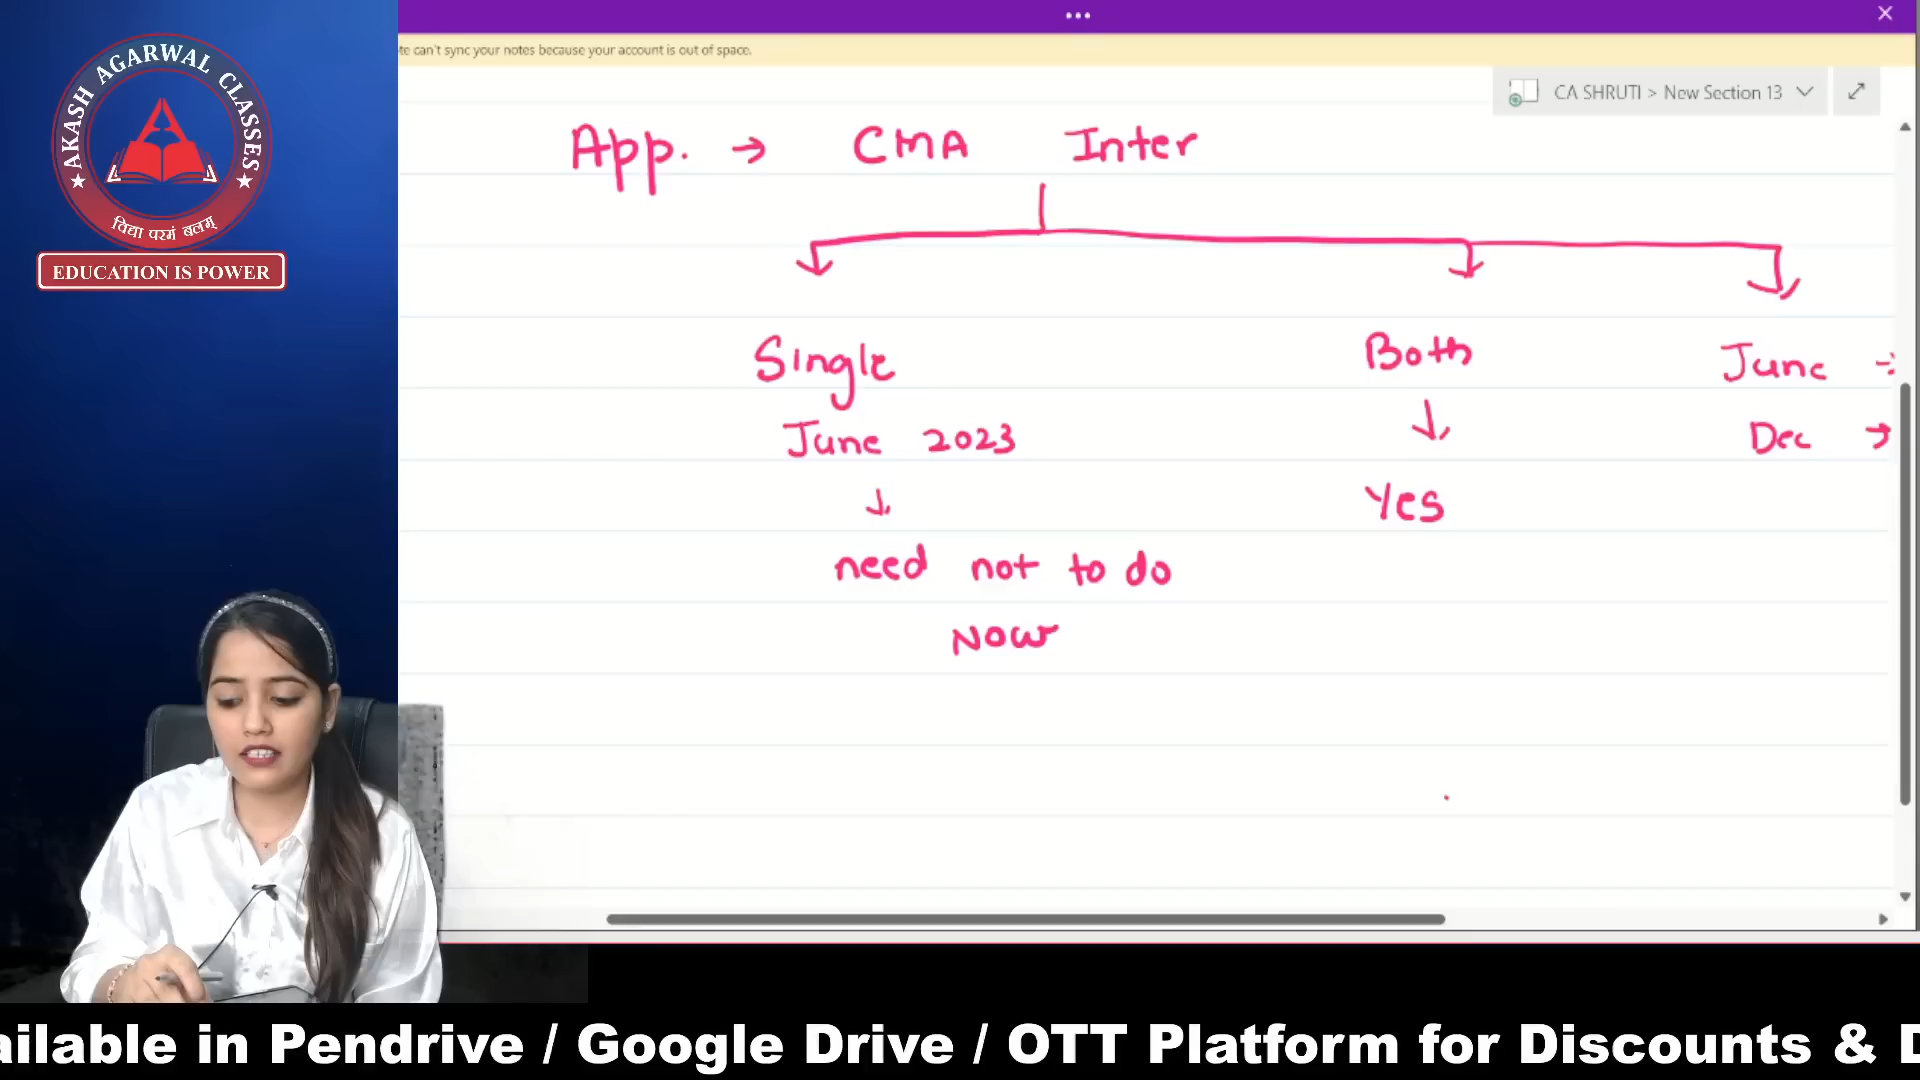 AKASH AGARWAL CLASSES
विद्या परमं बलम्
EDUCATION IS POWER
te can't sync your notes because your account is out of space.
CA SHRUTI > New Section 13
App. → CMA Inter
Single
June 2023
↓
need not to do
Now
Both
↓
Yes
June →
Dec →
ailable in Pendrive / Google Drive / OTT Platform for Discounts & D